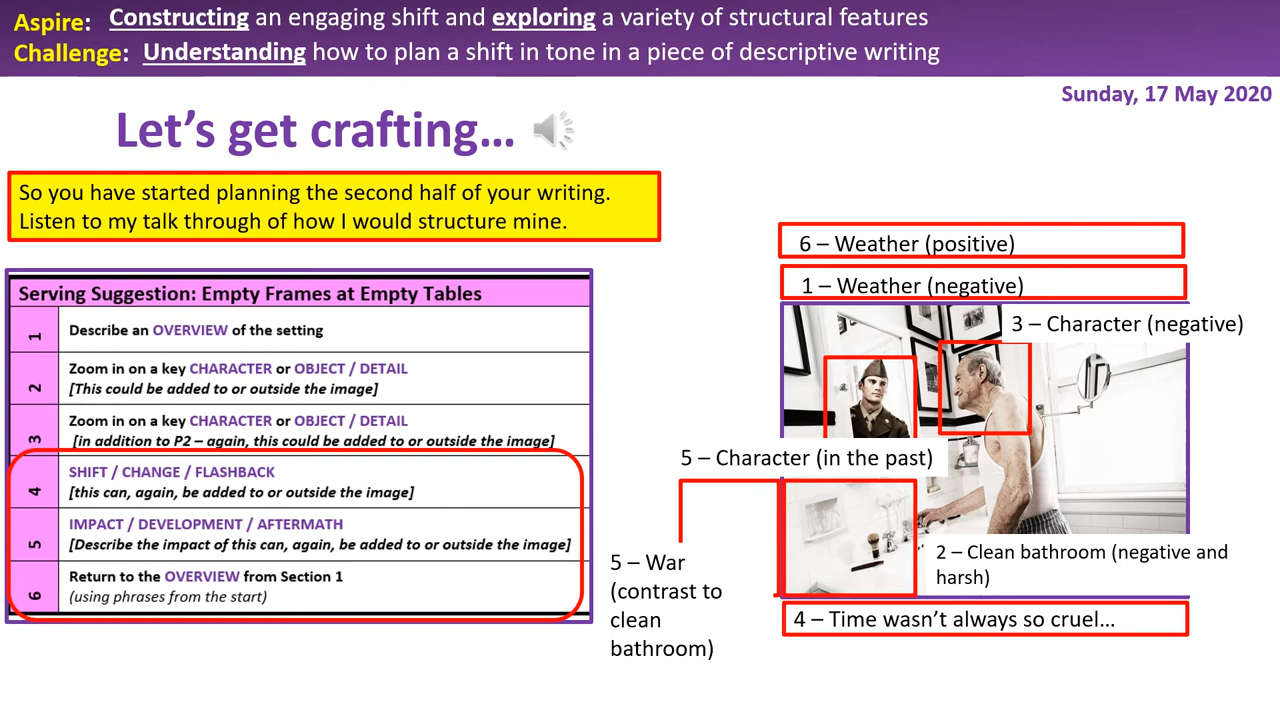 Aspire: Constructing an engaging shift and exploring a variety of structural features
Challenge: Understanding how to plan a shift in tone in a piece of descriptive writing
Sunday, 17 May 2020
Let's get crafting...
So you have started planning the second half of your writing.
Listen to my talk through of how I would structure mine.
Serving Suggestion: Empty Frames at Empty Tables
1
Describe an OVERVIEW of the setting
2
Zoom in on a key CHARACTER or OBJECT / DETAIL
[This could be added to or outside the image]
3
Zoom in on a key CHARACTER or OBJECT / DETAIL
[in addition to P2 – again, this could be added to or outside the image]
4
SHIFT / CHANGE / FLASHBACK
[this can, again, be added to or outside the image]
5
IMPACT / DEVELOPMENT / AFTERMATH
[Describe the impact of this can, again, be added to or outside the image]
6
Return to the OVERVIEW from Section 1
(using phrases from the start)
6 – Weather (positive)
1 – Weather (negative)
3 – Character (negative)
5 – Character (in the past)
5 – War
(contrast to
clean
bathroom)
2 – Clean bathroom (negative and
harsh)
4 – Time wasn't always so cruel...